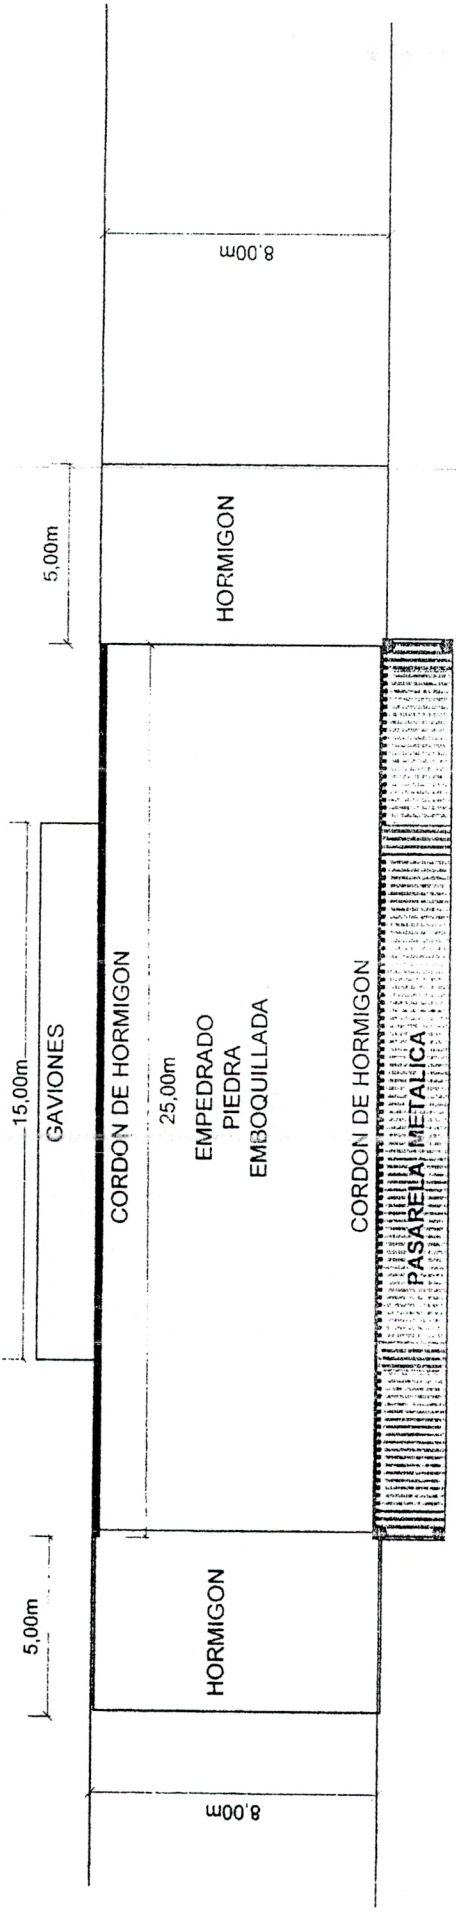 5,00m
15,00m
5,00m
GAVIONES
CORDON DE HORMIGON
25,00m
8,00m
HORMIGON
EMPEDRADO
PIEDRA
EMBOQUILLADA
HORMIGON
8,00m
CORDON DE HORMIGON
PASARELA METALICA